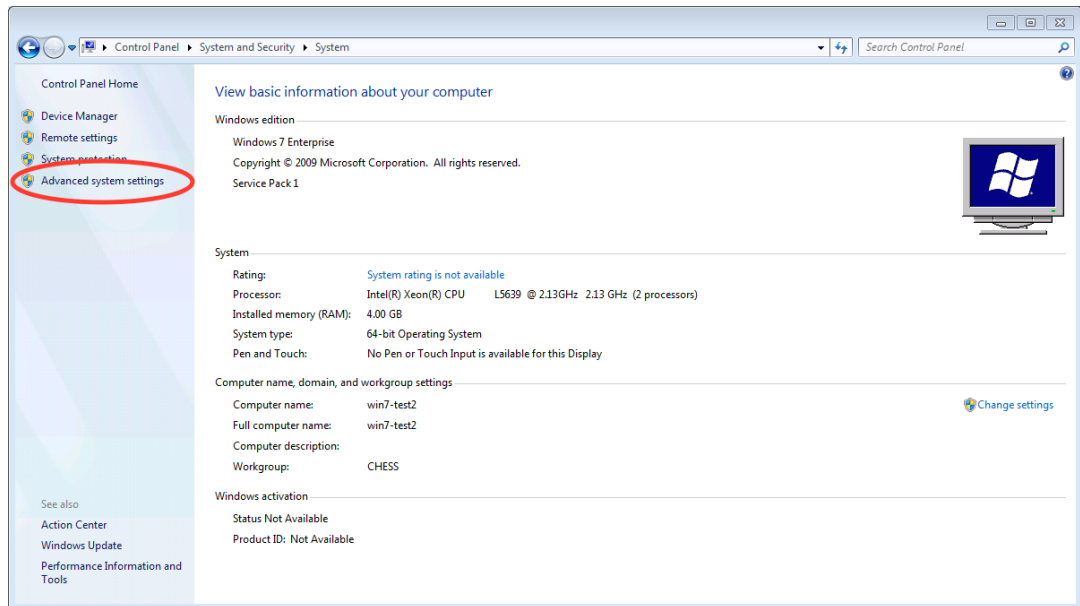 Control Panel System and Security System
Search Control Panel
Control Panel Home
Device Manager
Remote settings
System protection
Advanced system settings
See also
Action Center
Windows Update
Performance Information and
Tools
View basic information about your computer
Windows edition
Windows 7 Enterprise
Copyright © 2009 Microsoft Corporation. All rights reserved.
Service Pack 1
System
Rating: System rating is not available
Processor: Intel(R) Xeon(R) CPU L5639 @ 2.13GHz 2.13 GHz (2 processors)
Installed memory (RAM): 4.00 GB
System type: 64-bit Operating System
Pen and Touch: No Pen or Touch Input is available for this Display
Computer name, domain, and workgroup settings
Computer name: win7-test2
Change settings
Full computer name: win7-test2
Computer description:
Workgroup: CHESS
Windows activation
Status Not Available
Product ID: Not Available